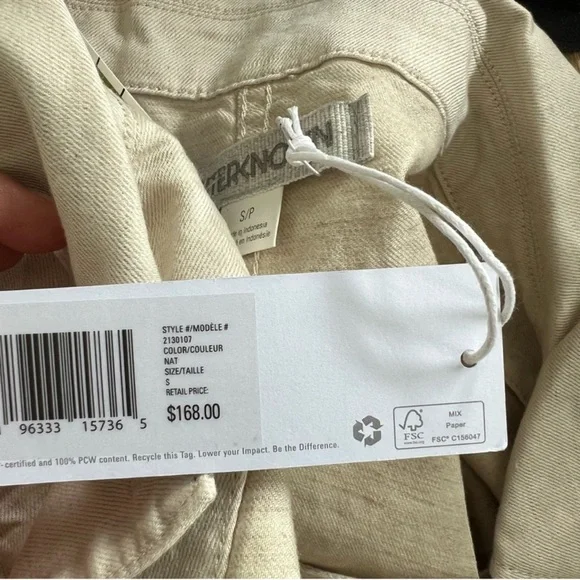 S/P
STYLE #/MODÈLE #
2130107
COLOR/COULEUR
NAT
SIZE/TAILLE
S
RETAIL PRICE:
$168.00
96333 15736 5
FSC
MIX
Paper
FSC® C156047
-certified and 100% PCW content. Recycle this Tag. Lower your Impact. Be the Difference.